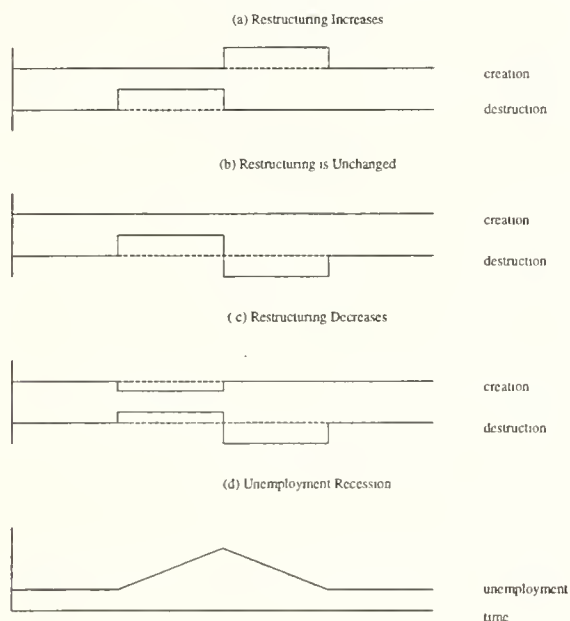 (a) Restructuring Increases
creation
destruction
(b) Restructuring is Unchanged
creation
destruction
( c) Restructuring Decreases
creation
destruction
(d) Unemployment Recession
unemployment
time